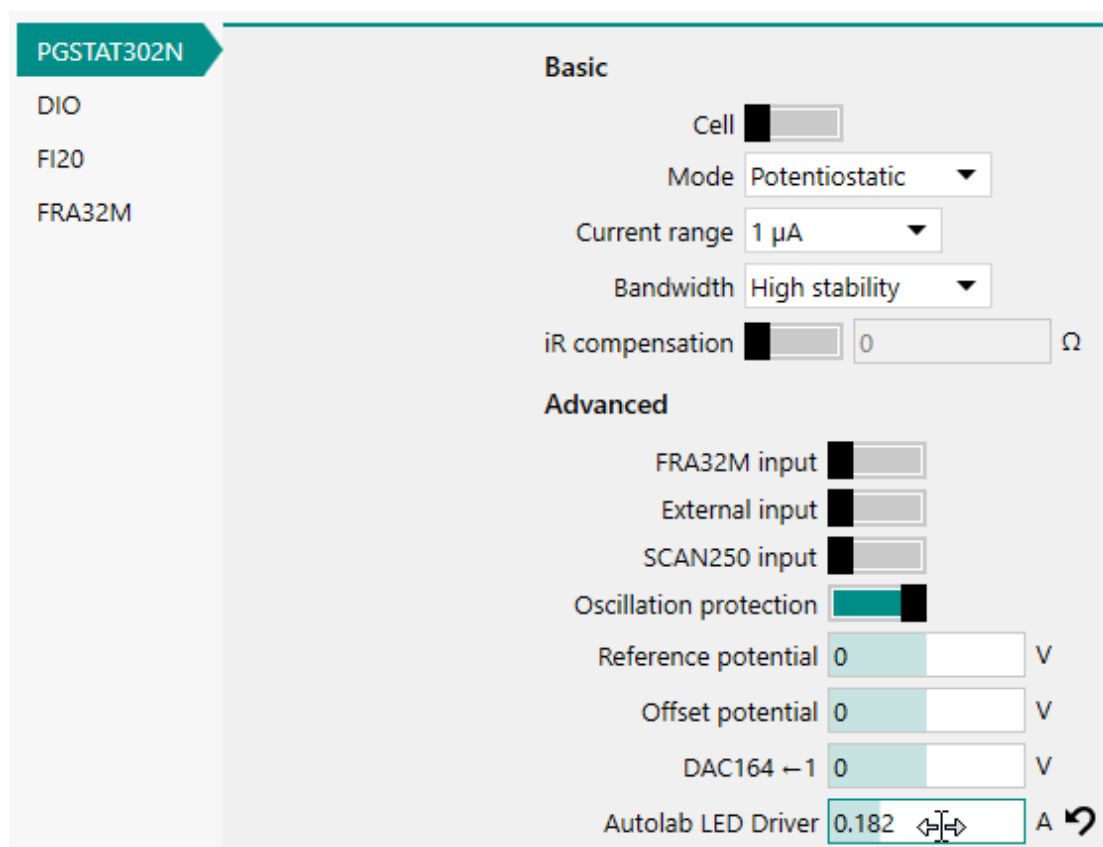 PGSTAT302N
DIO
FI20
FRA32M
Basic
Cell
Mode Potentiostatic
Current range 1 µA
Bandwidth High stability
iR compensation 0 Ω
Advanced
FRA32M input
External input
SCAN250 input
Oscillation protection
Reference potential 0 V
Offset potential 0 V
DAC164 ←1 0 V
Autolab LED Driver 0.182 A